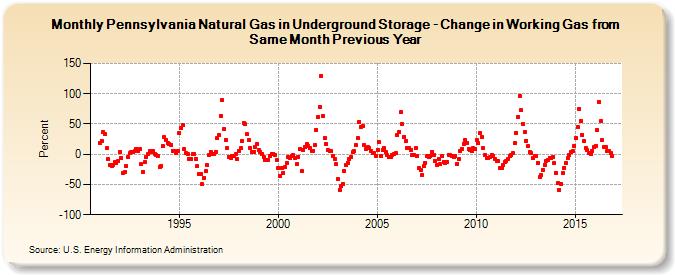 Monthly Pennsylvania Natural Gas in Underground Storage - Change in Working Gas from
Same Month Previous Year
150
100
50
0
-50
-100
Percent
1995
2000
2005
2010
2015
Source: U.S. Energy Information Administration